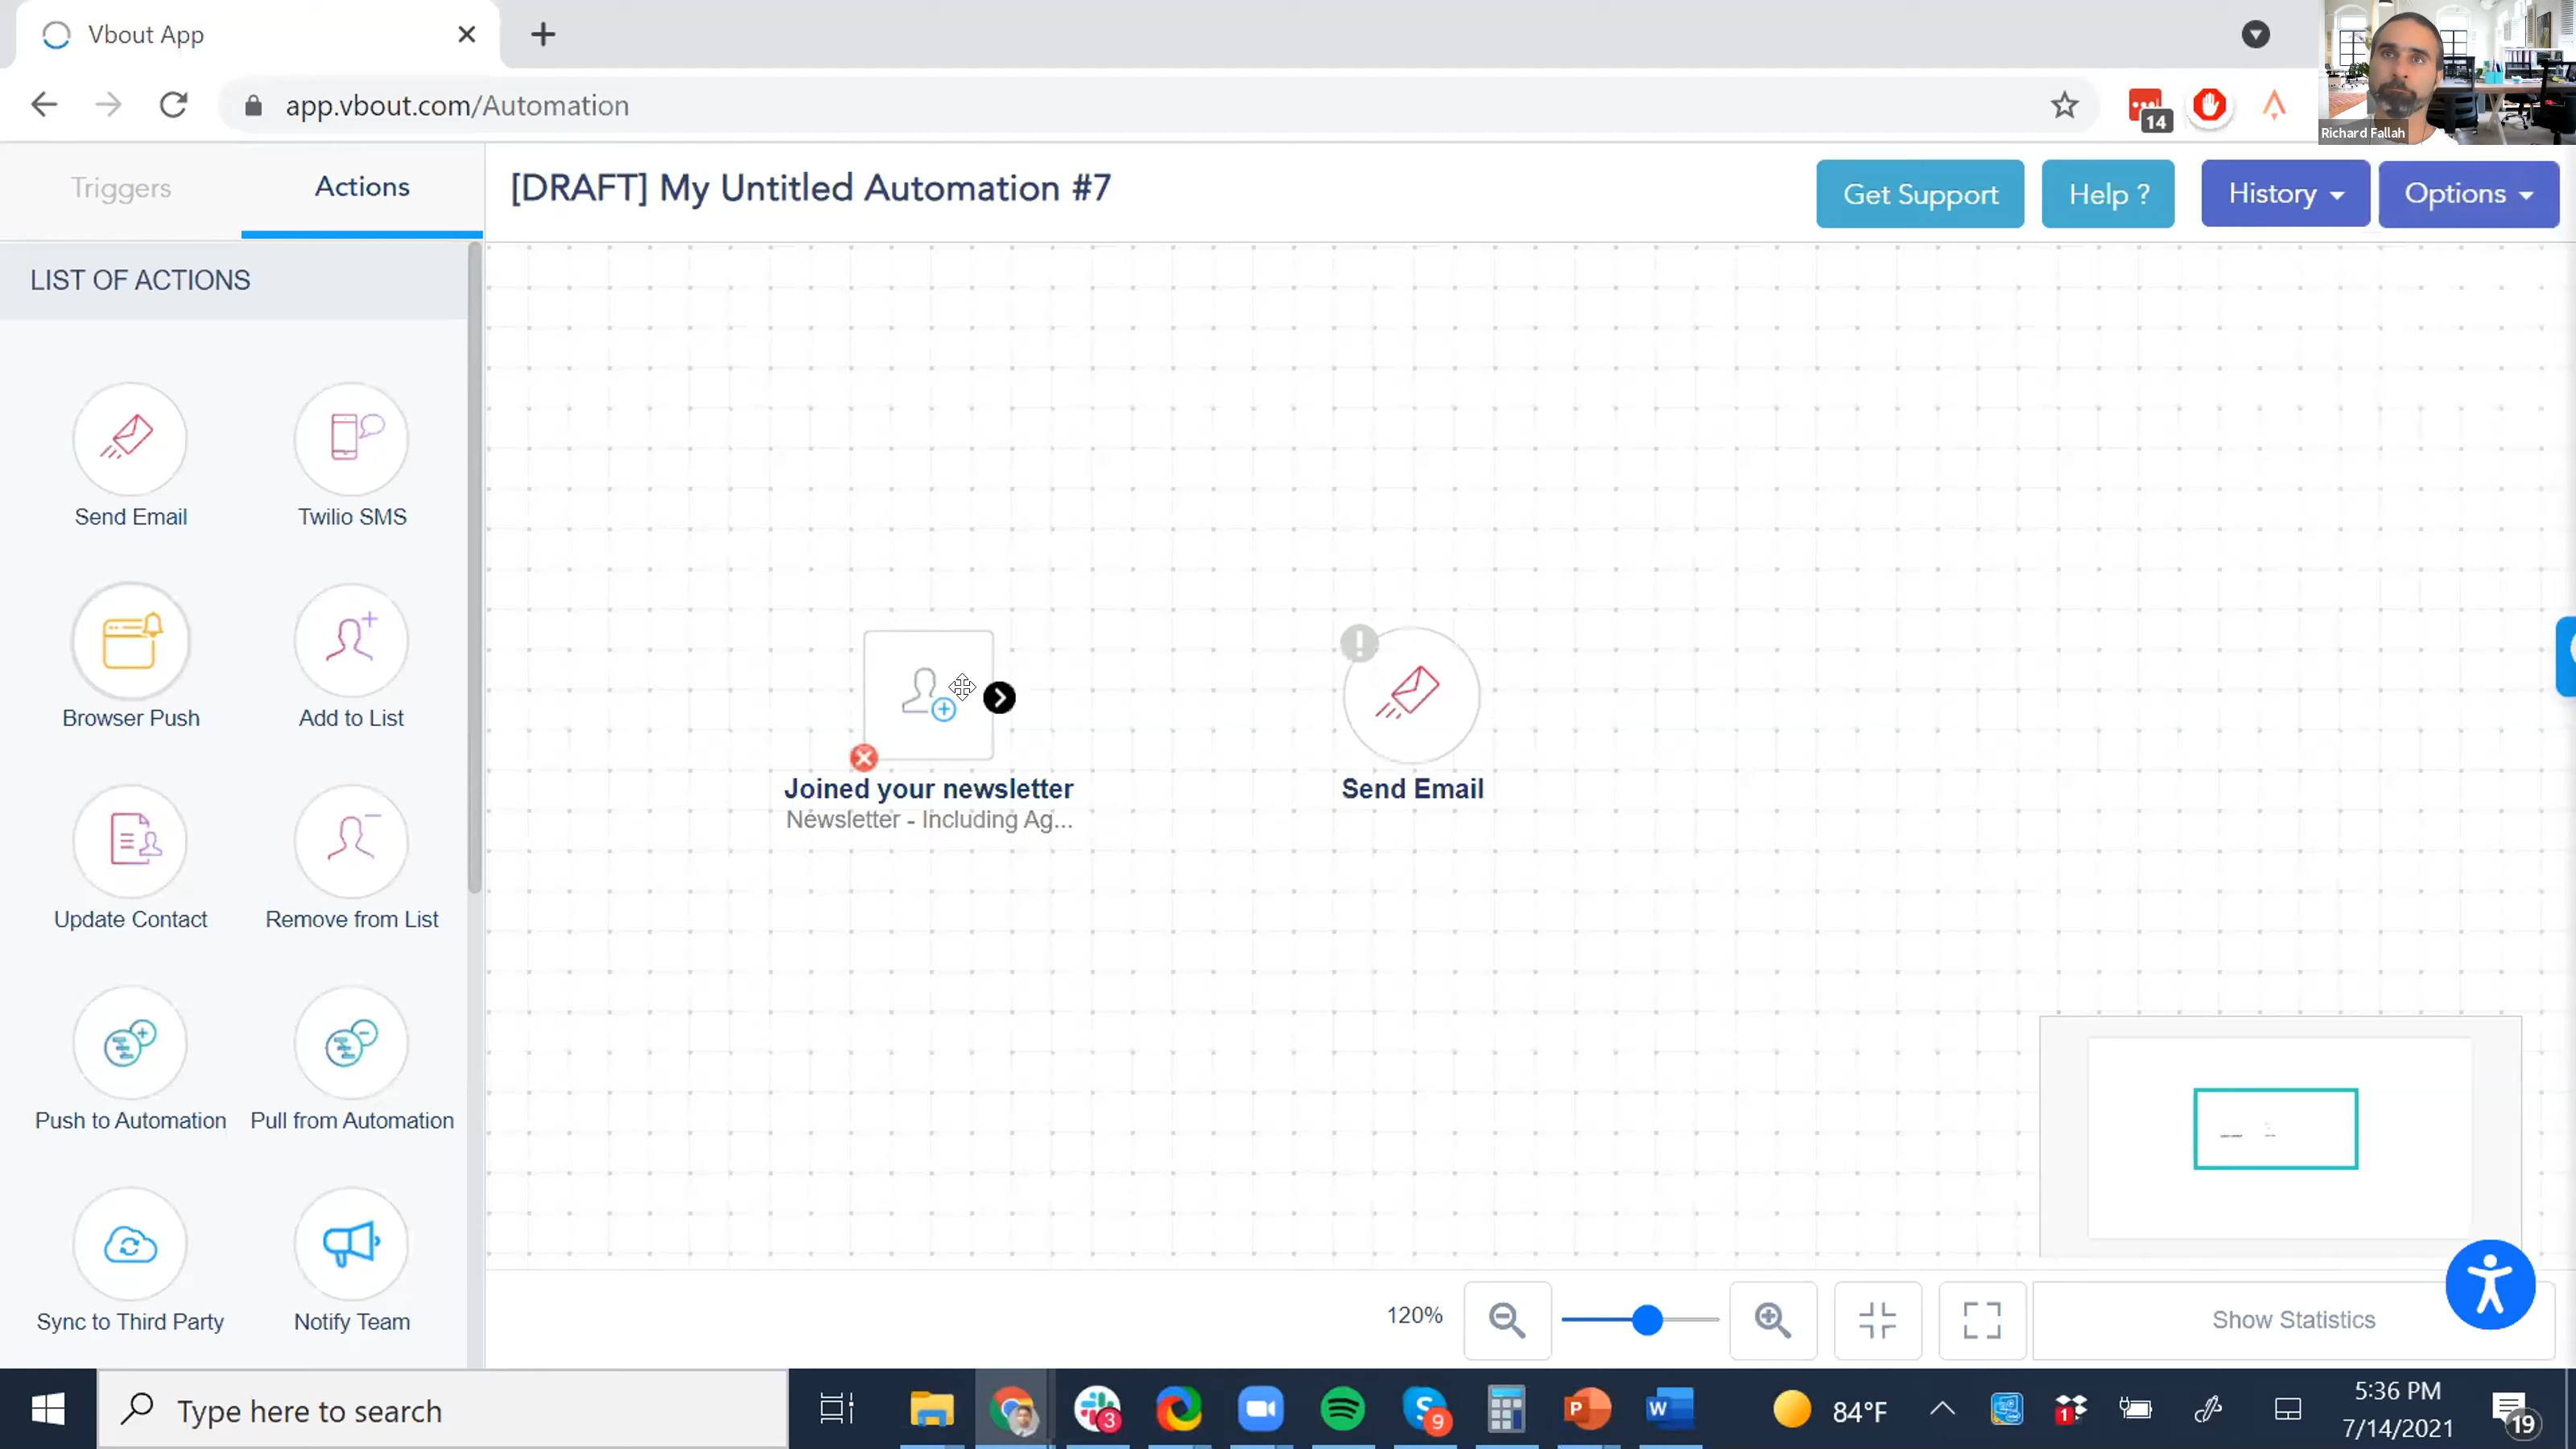 Vbout App
app.vbout.com/Automation
14
Richard Fallah
Triggers
Actions
[DRAFT] My Untitled Automation #7
Get Support
Help ?
History
Options
LIST OF ACTIONS
Send Email
Twilio SMS
Browser Push
Add to List
Update Contact
Remove from List
Push to Automation
Pull from Automation
Sync to Third Party
Notify Team
Joined your newsletter
Newsletter - Including Ag...
Send Email
120%
Show Statistics
Type here to search
3
9
P
W
84°F
1
5:36 PM
7/14/2021
19